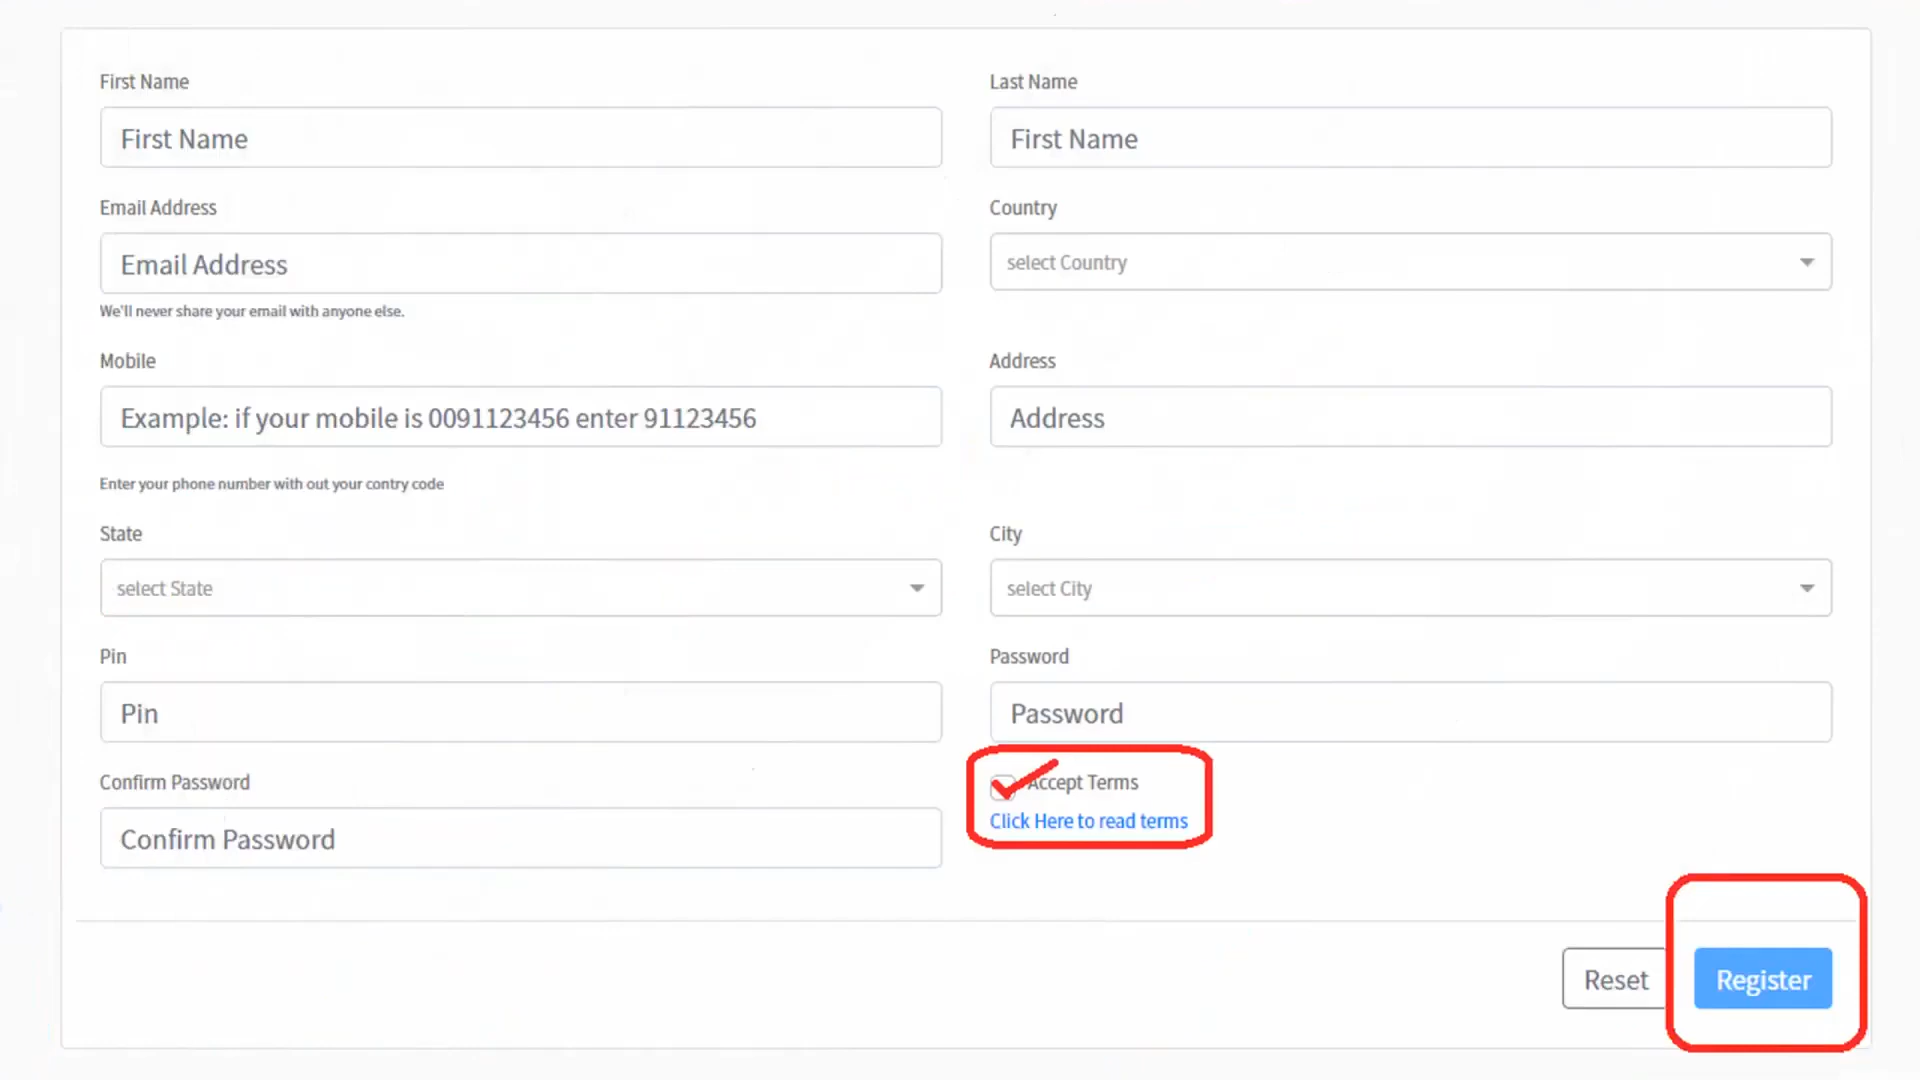 First Name
Last Name
First Name
First Name
Email Address
Country
Email Address
select Country
We'll never share your email with anyone else.
Mobile
Address
Example: if your mobile is 0091123456 enter 91123456
Address
Enter your phone number with out your contry code
State
City
select State
select City
Pin
Password
Pin
Password
Confirm Password
Accept Terms
Click Here to read terms
Confirm Password
Reset
Register